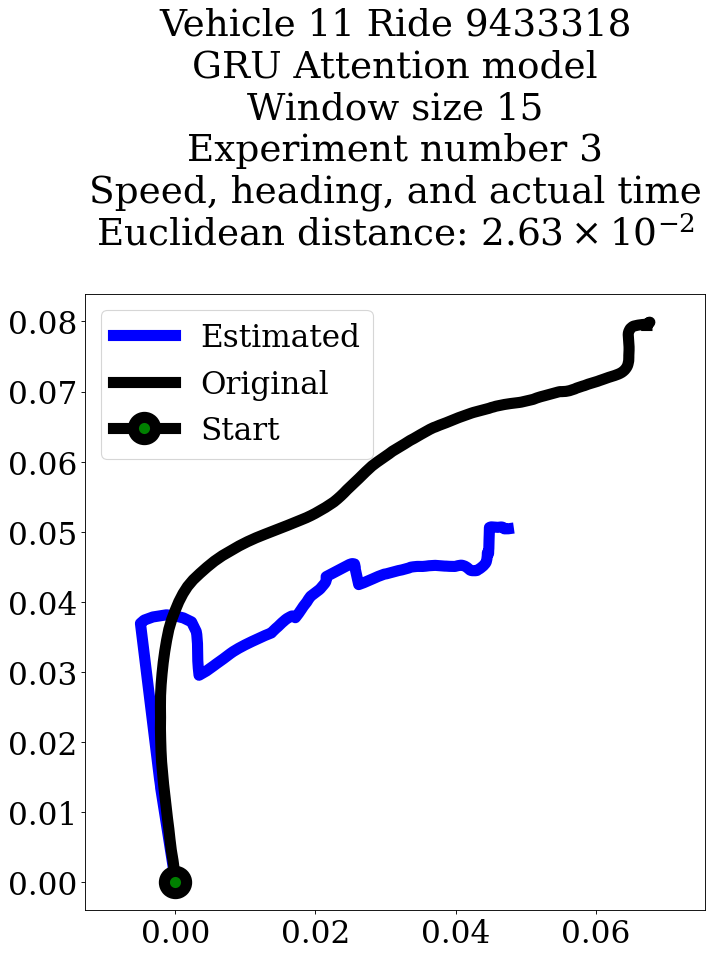 Vehicle 11 Ride 9433318
GRU Attention model
Window size 15
Experiment number 3
Speed, heading, and actual time
Euclidean distance: 2.63 × 10⁻²
Estimated
Original
Start
0.08
0.07
0.06
0.05
0.04
0.03
0.02
0.01
0.00
0.00 0.02 0.04 0.06